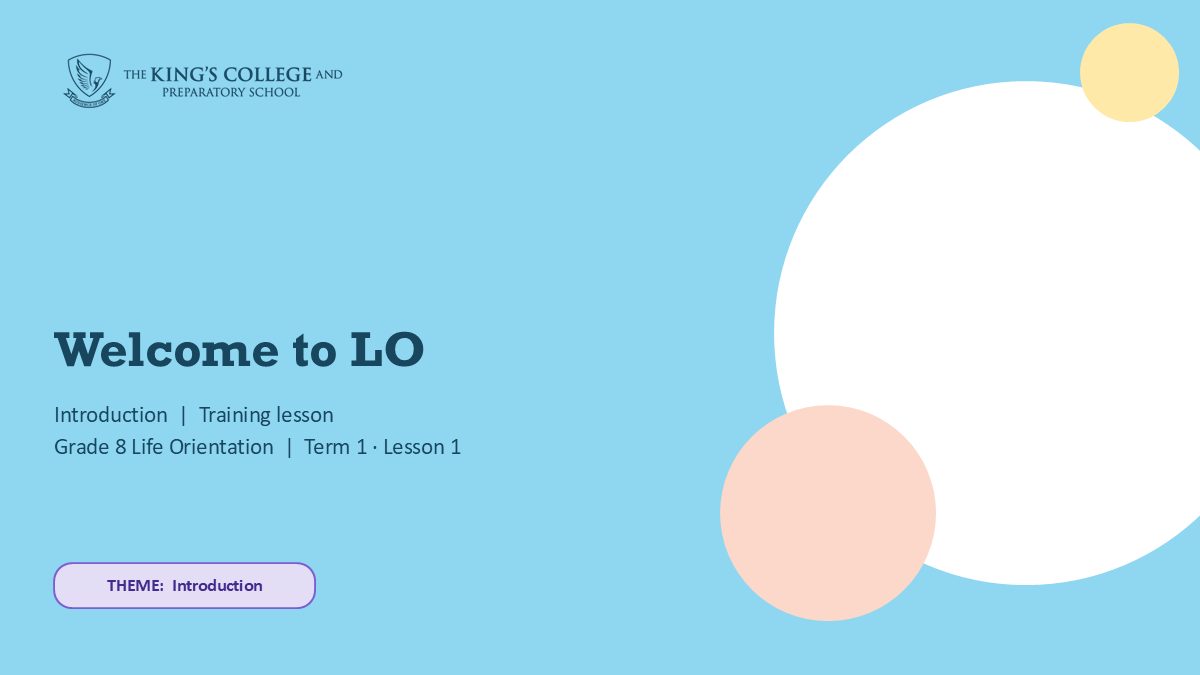 THE KING'S COLLEGE AND
PREPARATORY SCHOOL
Welcome to LO
Introduction | Training lesson
Grade 8 Life Orientation | Term 1 · Lesson 1
THEME: Introduction